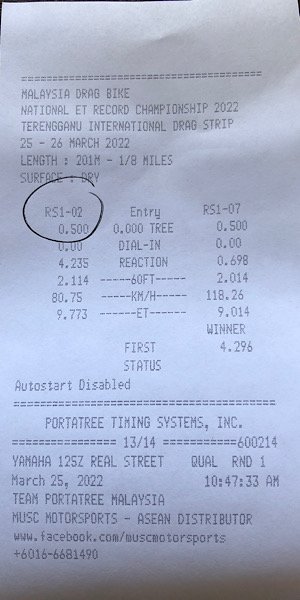 ========================================
MALAYSIA DRAG BIKE
NATIONAL ET RECORD CHAMPIONSHIP 2022
TERENGGANU INTERNATIONAL DRAG STRIP
25 - 26 MARCH 2022
LENGTH : 201M - 1/8 MILES
SURFACE : DRY
RS1-02 Entry RS1-07
0.500 0.000 TREE 0.500
0.00 DIAL-IN 0.00
4.235 REACTION 0.698
2.114 ------60FT------ 2.014
80.75 -----KM/H------ 118.26
9.773 ------ET------- 9.014
WINNER
FIRST 4.296
STATUS
Autostart Disabled
========================================
PORTATREE TIMING SYSTEMS, INC.
================ 13/14 ===========600214
YAMAHA 125Z REAL STREET QUAL RND 1
March 25, 2022 10:47:33 AM
TEAM PORTATREE MALAYSIA
MUSC MOTORSPORTS - ASEAN DISTRIBUTOR
www.facebook.com/muscmotorsports
+6016-6681490